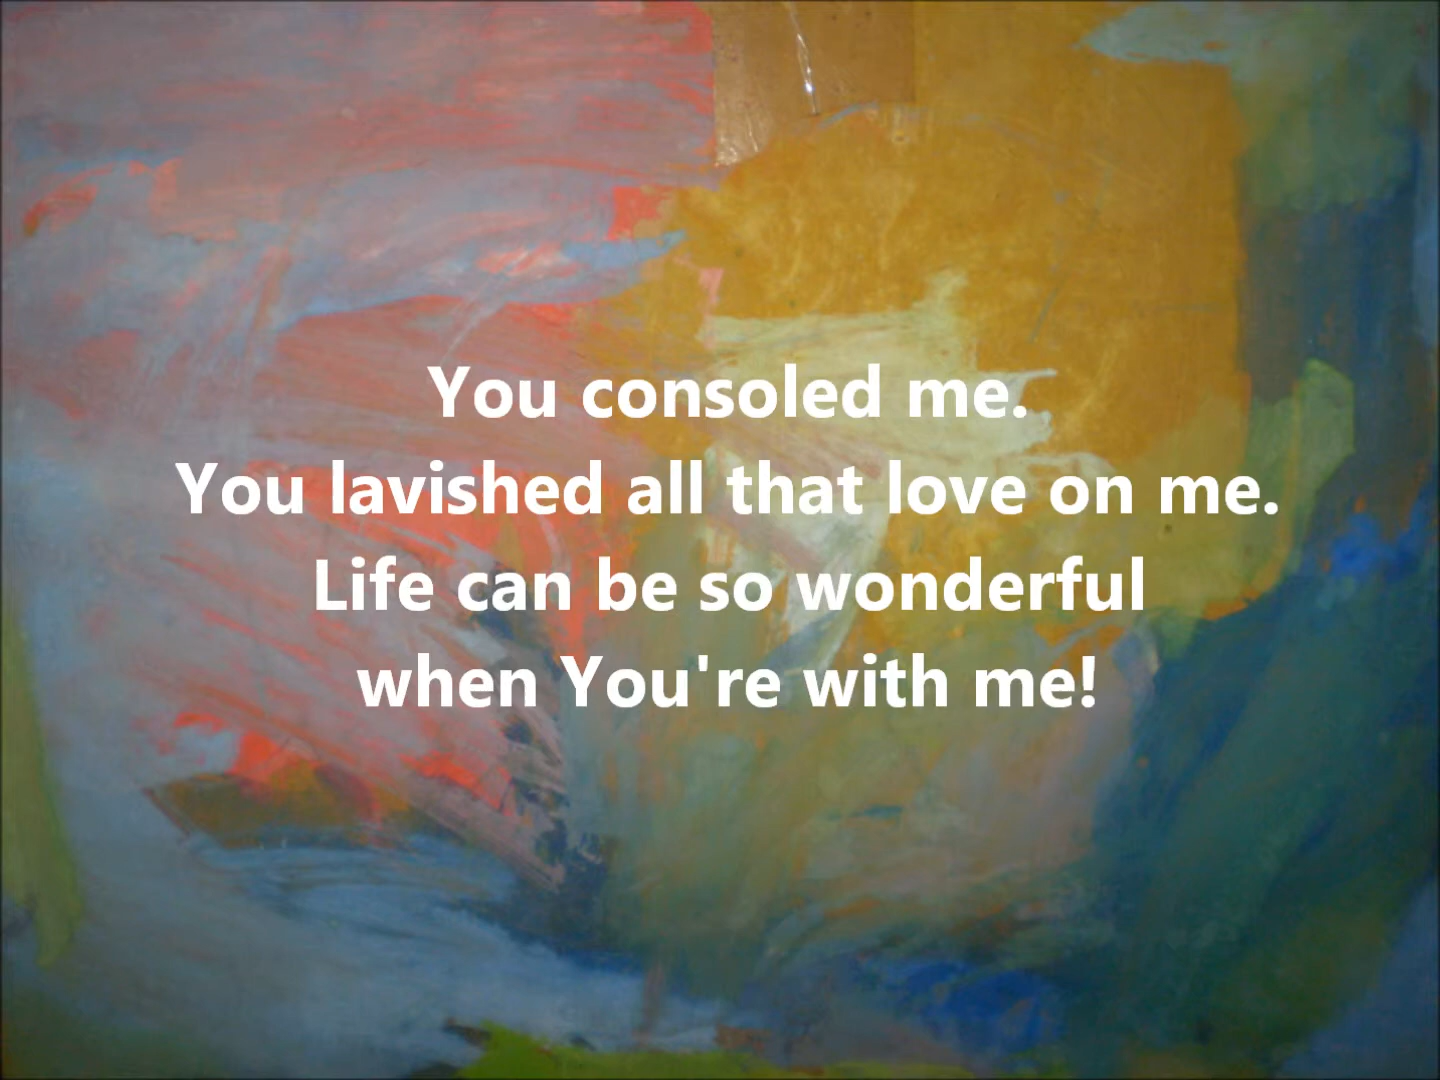 You consoled me.
You lavished all that love on me.
Life can be so wonderful
when You're with me!